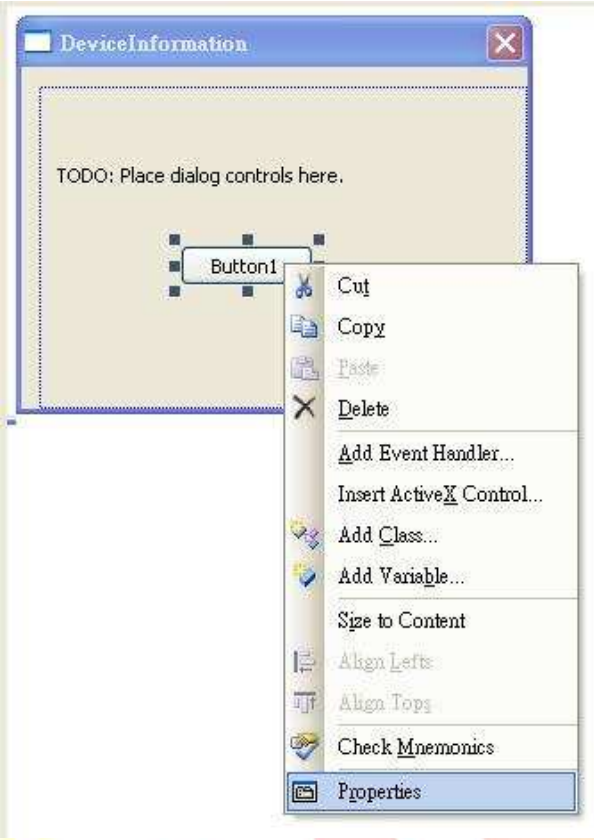 DeviceInformation
TODO: Place dialog controls here.
Button1
Cut
Copy
Paste
Delete
Add Event Handler...
Insert ActiveX Control...
Add Class...
Add Variable...
Size to Content
Align Lefts
Align Tops
Check Mnemonics
Properties